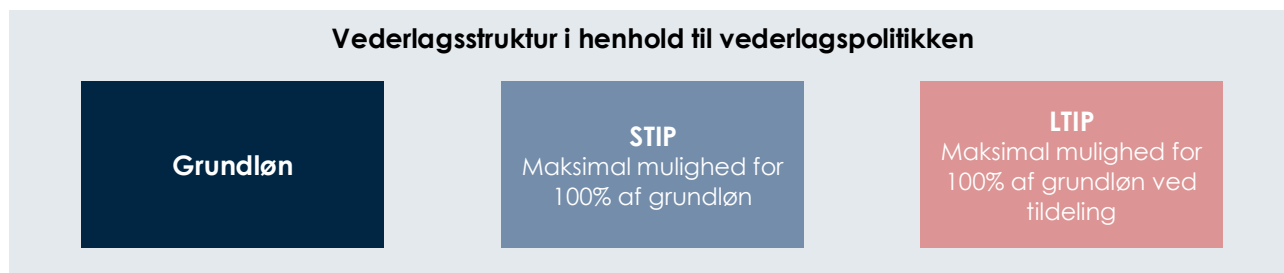 Vederlagsstruktur i henhold til vederlagspolitikken
Grundløn
STIP
Maksimal mulighed for
100% af grundløn
LTIP
Maksimal mulighed for
100% af grundløn ved
tildeling